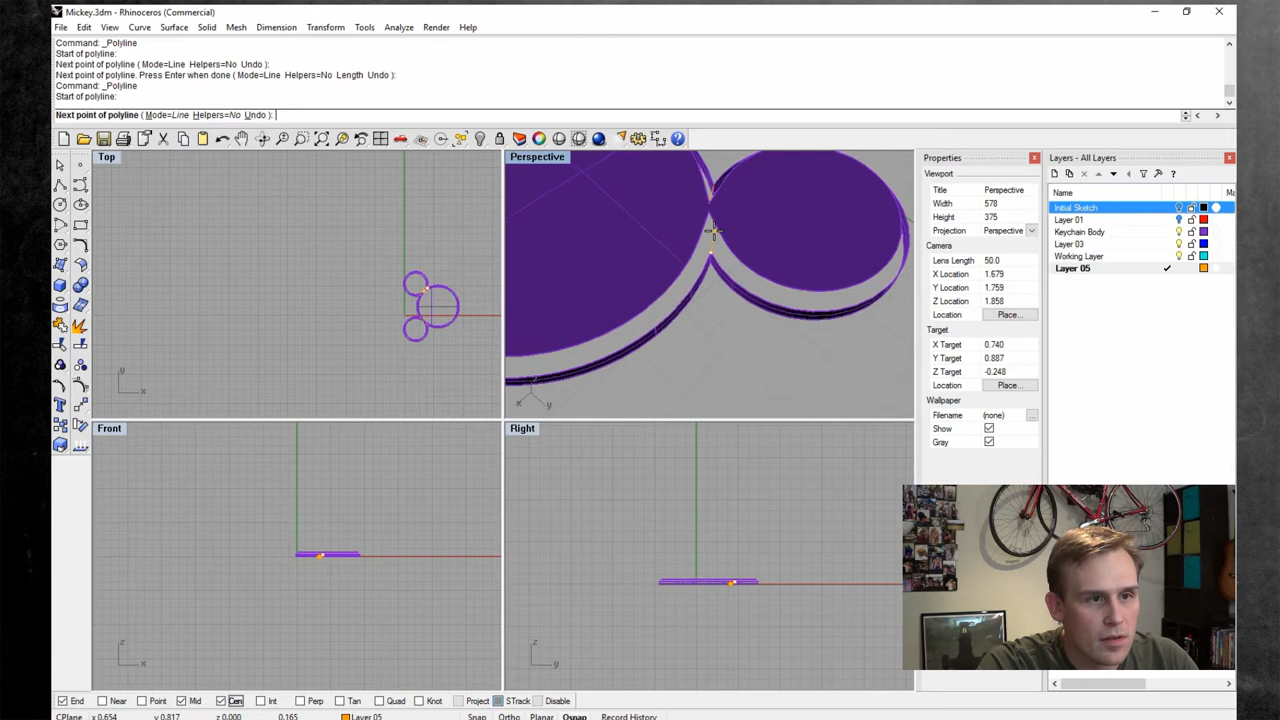 Mickey.3dm - Rhinoceros (Commercial)
File Edit View Curve Surface Solid Mesh Dimension Transform Tools Analyze Render Help
Command: _Polyline
Start of polyline:
Next point of polyline ( Mode=Line Helpers=No Undo ):
Next point of polyline. Press Enter when done ( Mode=Line Helpers=No Length Undo ):
Command: _Polyline
Start of polyline:
Next point of polyline ( Mode=Line Helpers=No Undo ):
Top
Perspective
Front
Right
y
x
x
y
z
x
z
y
Properties
Viewport
Title Perspective
Width 578
Height 375
Projection Perspective
Camera
Lens Length 50.0
X Location 1.679
Y Location 1.759
Z Location 1.858
Location Place...
Target
X Target 0.740
Y Target 0.887
Z Target -0.248
Location Place...
Wallpaper
Filename (none) ...
Show
Gray
Layers - All Layers
Name Ma
Initial Sketch
Layer 01
Keychain Body
Layer 03
Working Layer
Layer 05
End Near Point Mid Cen Int Perp Tan Quad Knot Project STrack Disable
CPlane x 0.654 y 0.817 z 0.000 0.165 Layer 05 Snap Ortho Planar Osnap Record History